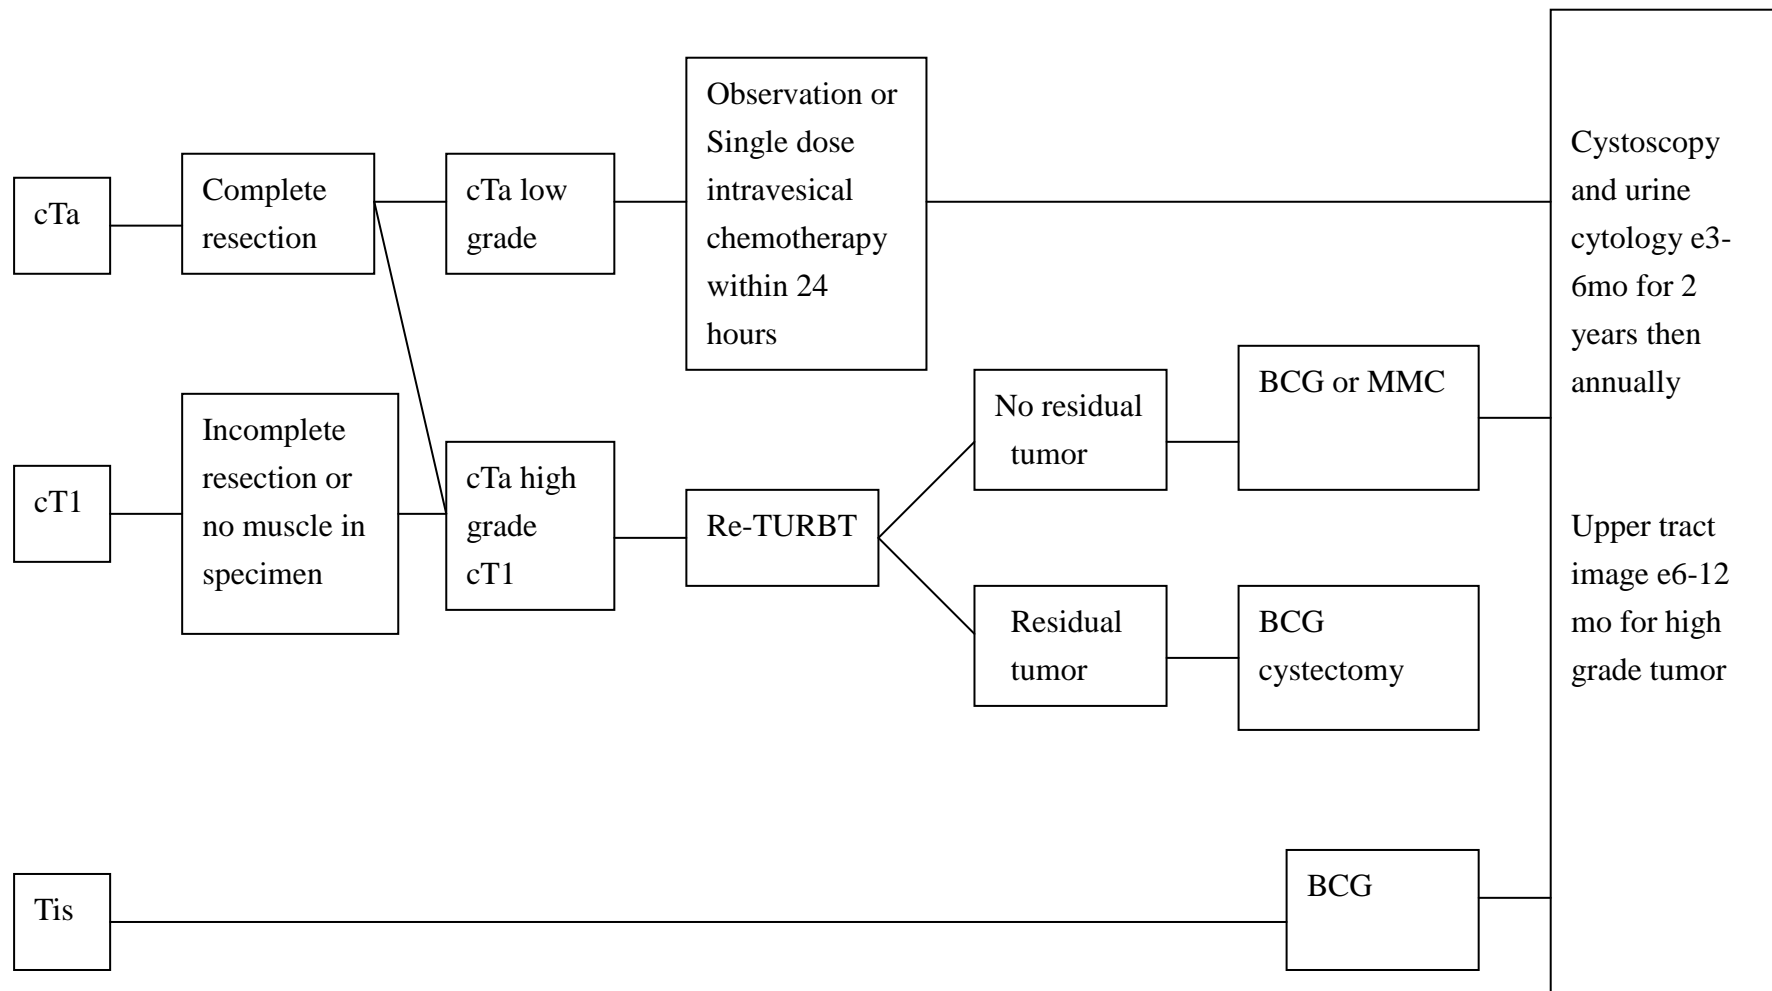 cTa
Complete
resection
cTa low
grade
Observation or
Single dose
intravesical
chemotherapy
within 24
hours
cT1
Incomplete
resection or
no muscle in
specimen
cTa high
grade
cT1
Re-TURBT
No residual
tumor
BCG or MMC
Residual
tumor
BCG
cystectomy
Tis
BCG
Cystoscopy
and urine
cytology e3-
6mo for 2
years then
annually
Upper tract
image e6-12
mo for high
grade tumor